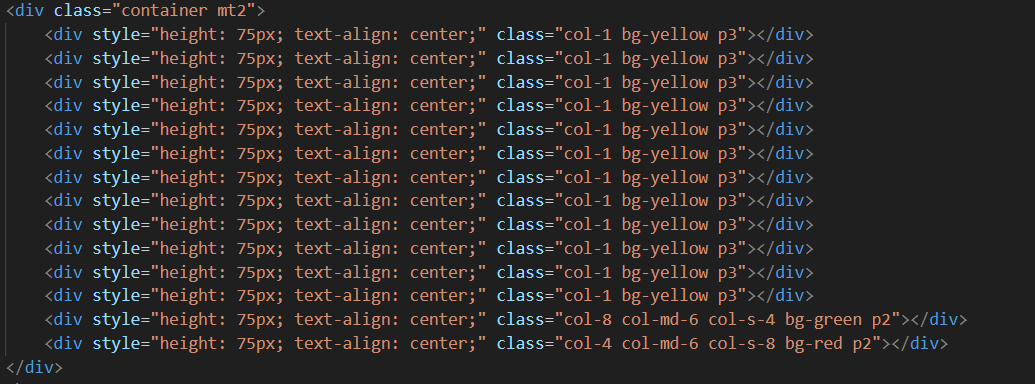 <div class="container mt2">
    <div style="height: 75px; text-align: center;" class="col-1 bg-yellow p3"></div>
    <div style="height: 75px; text-align: center;" class="col-1 bg-yellow p3"></div>
    <div style="height: 75px; text-align: center;" class="col-1 bg-yellow p3"></div>
    <div style="height: 75px; text-align: center;" class="col-1 bg-yellow p3"></div>
    <div style="height: 75px; text-align: center;" class="col-1 bg-yellow p3"></div>
    <div style="height: 75px; text-align: center;" class="col-1 bg-yellow p3"></div>
    <div style="height: 75px; text-align: center;" class="col-1 bg-yellow p3"></div>
    <div style="height: 75px; text-align: center;" class="col-1 bg-yellow p3"></div>
    <div style="height: 75px; text-align: center;" class="col-1 bg-yellow p3"></div>
    <div style="height: 75px; text-align: center;" class="col-1 bg-yellow p3"></div>
    <div style="height: 75px; text-align: center;" class="col-1 bg-yellow p3"></div>
    <div style="height: 75px; text-align: center;" class="col-1 bg-yellow p3"></div>
    <div style="height: 75px; text-align: center;" class="col-8 col-md-6 col-s-4 bg-green p2"></div>
    <div style="height: 75px; text-align: center;" class="col-4 col-md-6 col-s-8 bg-red p2"></div>
</div>